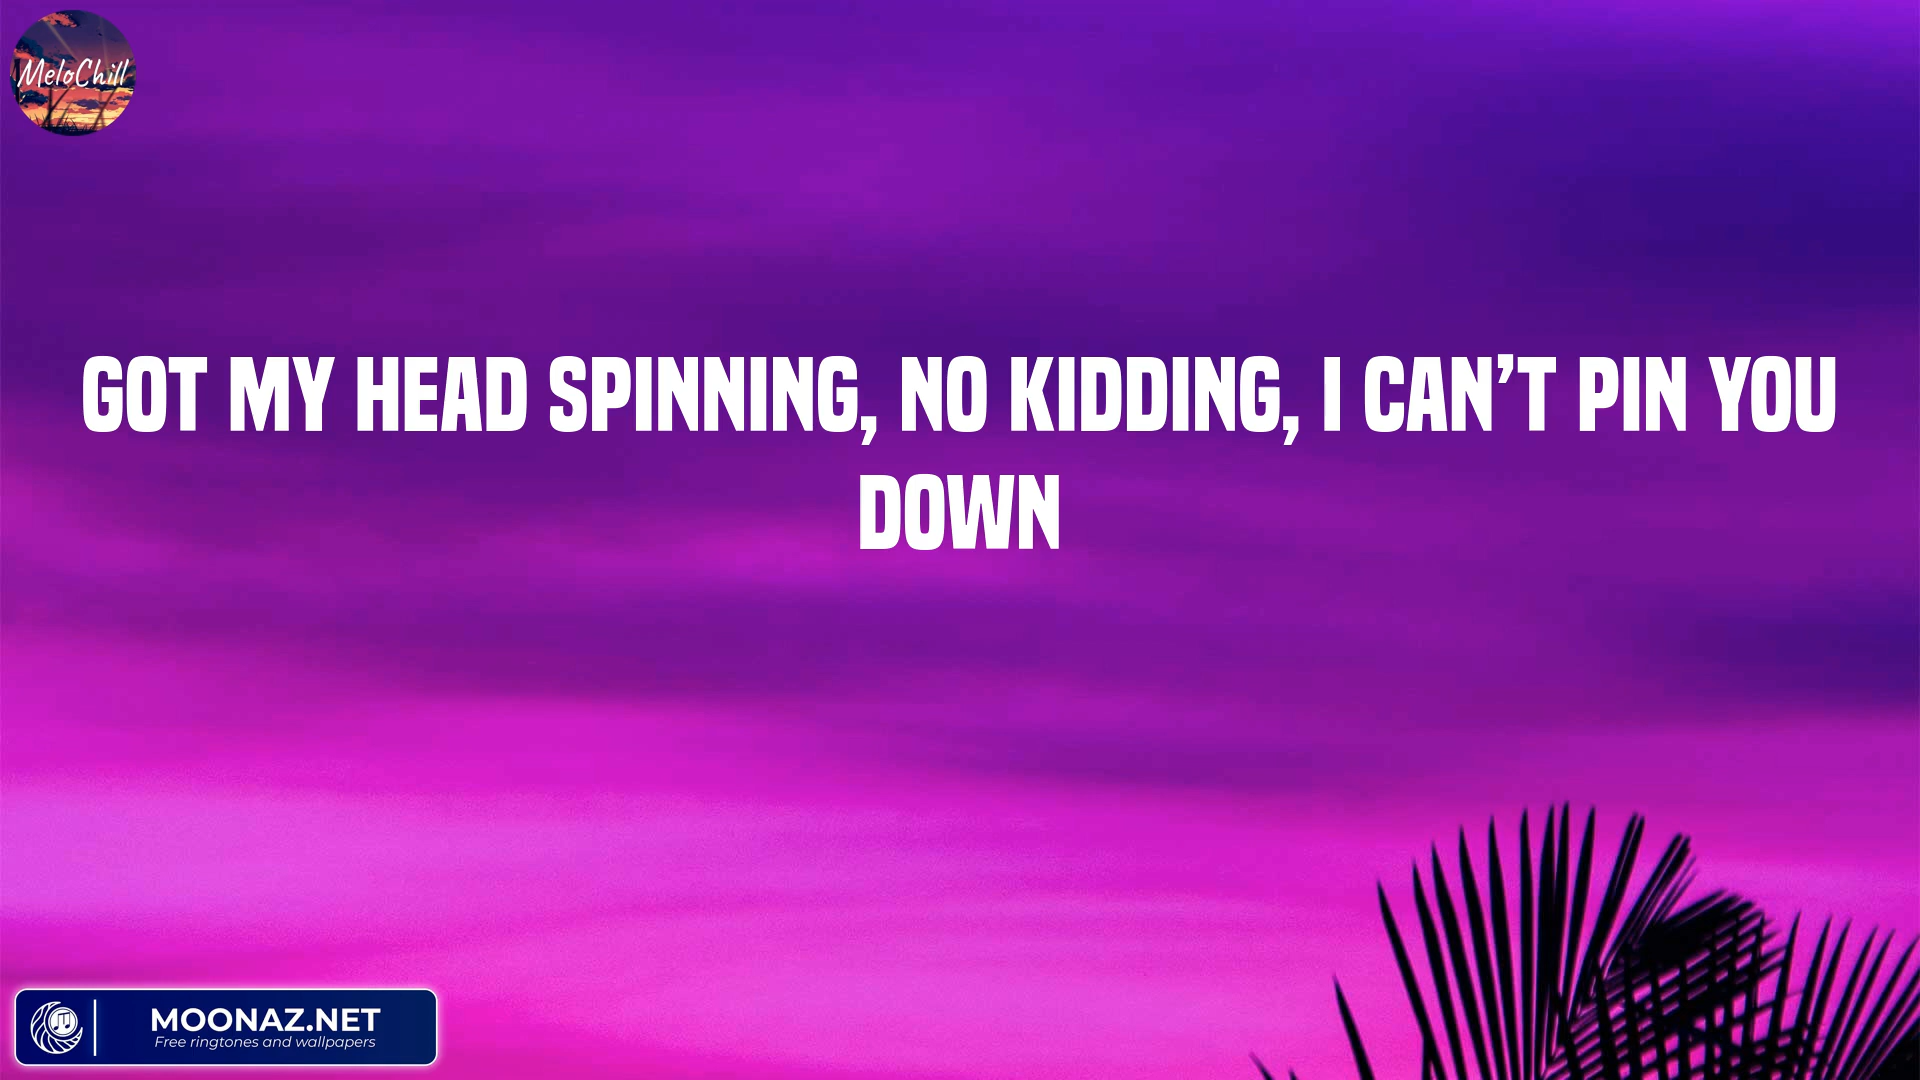 MeloChill
GOT MY HEAD SPINNING, NO KIDDING, I CAN'T PIN YOU
DOWN
MOONAZ.NET
Free ringtones and wallpapers